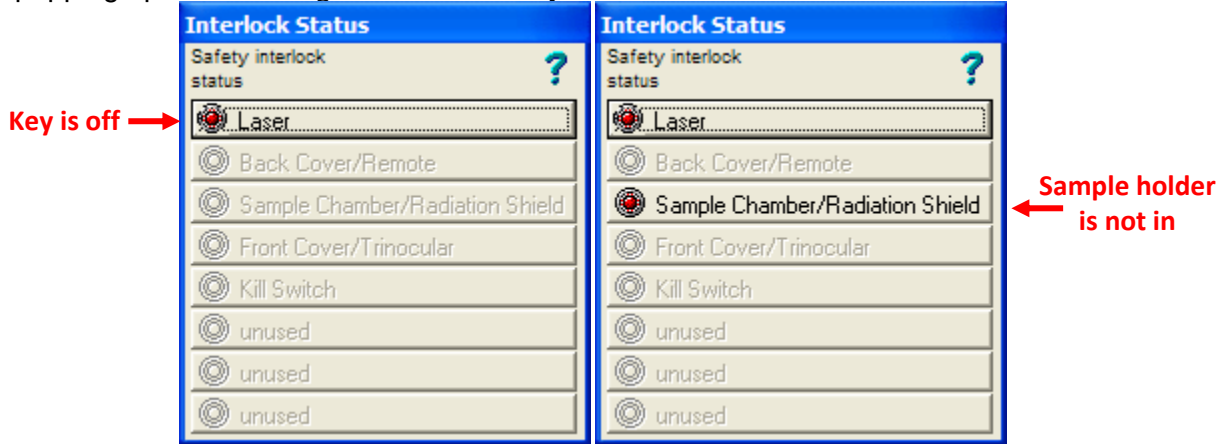 Interlock Status
Safety interlock
status
?
Key is off
Laser
Back Cover/Remote
Sample Chamber/Radiation Shield
Front Cover/Trinocular
Kill Switch
unused
unused
unused
Interlock Status
Safety interlock
status
?
Laser
Back Cover/Remote
Sample Chamber/Radiation Shield
Front Cover/Trinocular
Kill Switch
unused
unused
unused
Sample holder
is not in